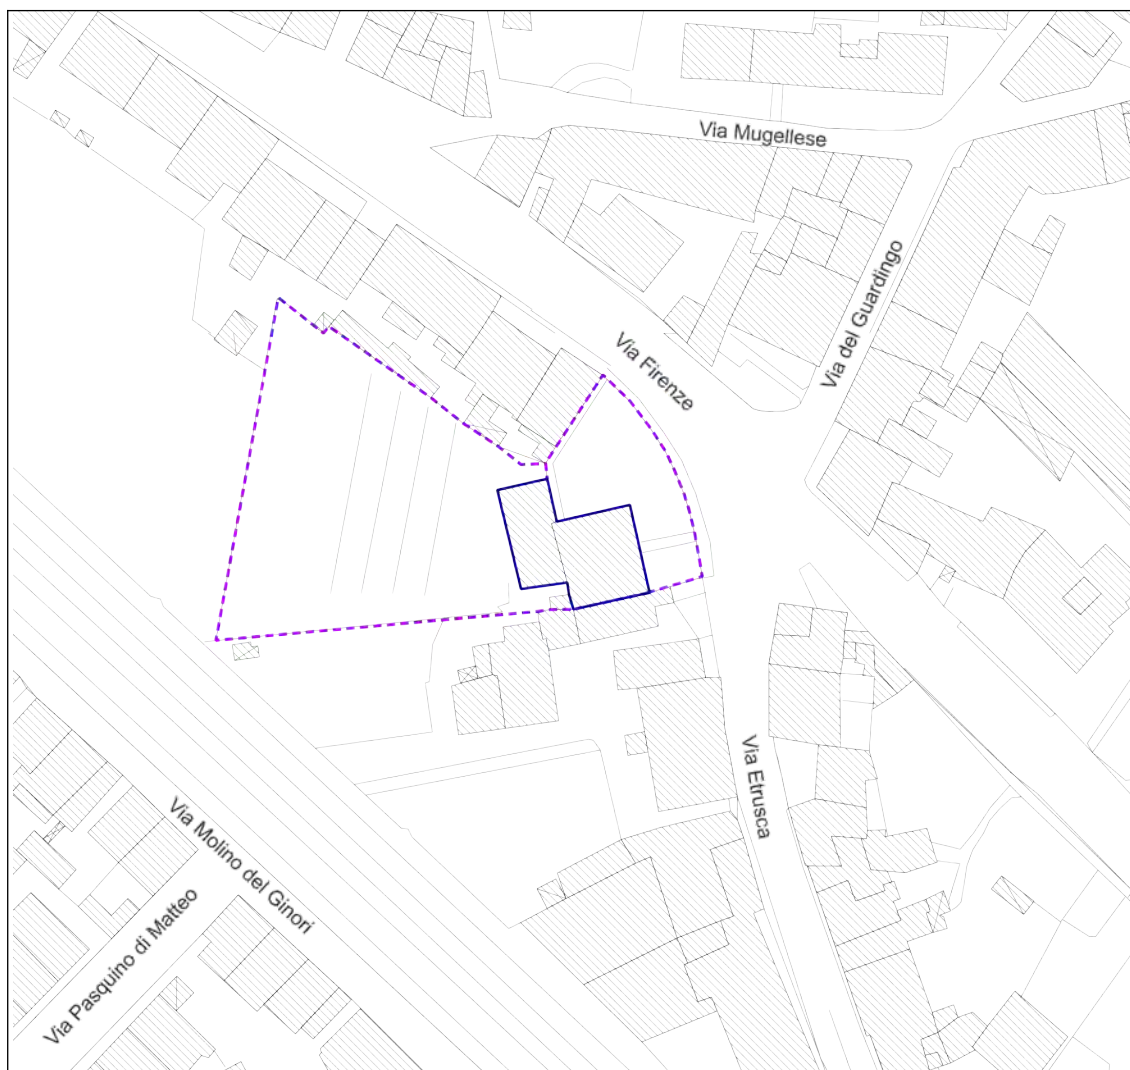 Via Mugellese
Via del Guardingo
Via Firenze
Via Etrusca
Via Molino del Ginori
Via Pasquino di Matteo